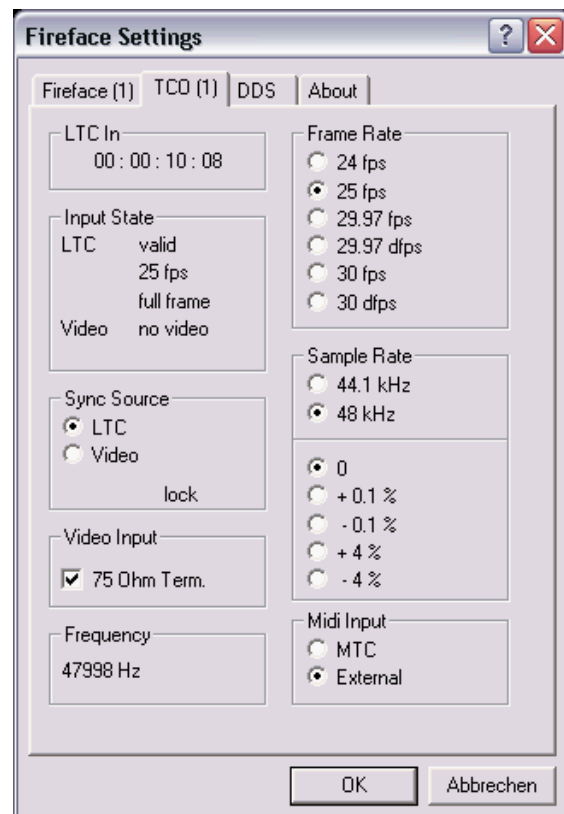 Fireface Settings
Fireface (1)
TCO (1)
DDS
About
LTC In
00 : 00 : 10 : 08
Input State
LTC valid
25 fps
full frame
Video no video
Sync Source
LTC
Video
lock
Video Input
75 Ohm Term.
Frequency
47998 Hz
Frame Rate
24 fps
25 fps
29.97 fps
29.97 dfps
30 fps
30 dfps
Sample Rate
44.1 kHz
48 kHz
0
+ 0.1 %
- 0.1 %
+ 4 %
- 4 %
Midi Input
MTC
External
OK
Abbrechen